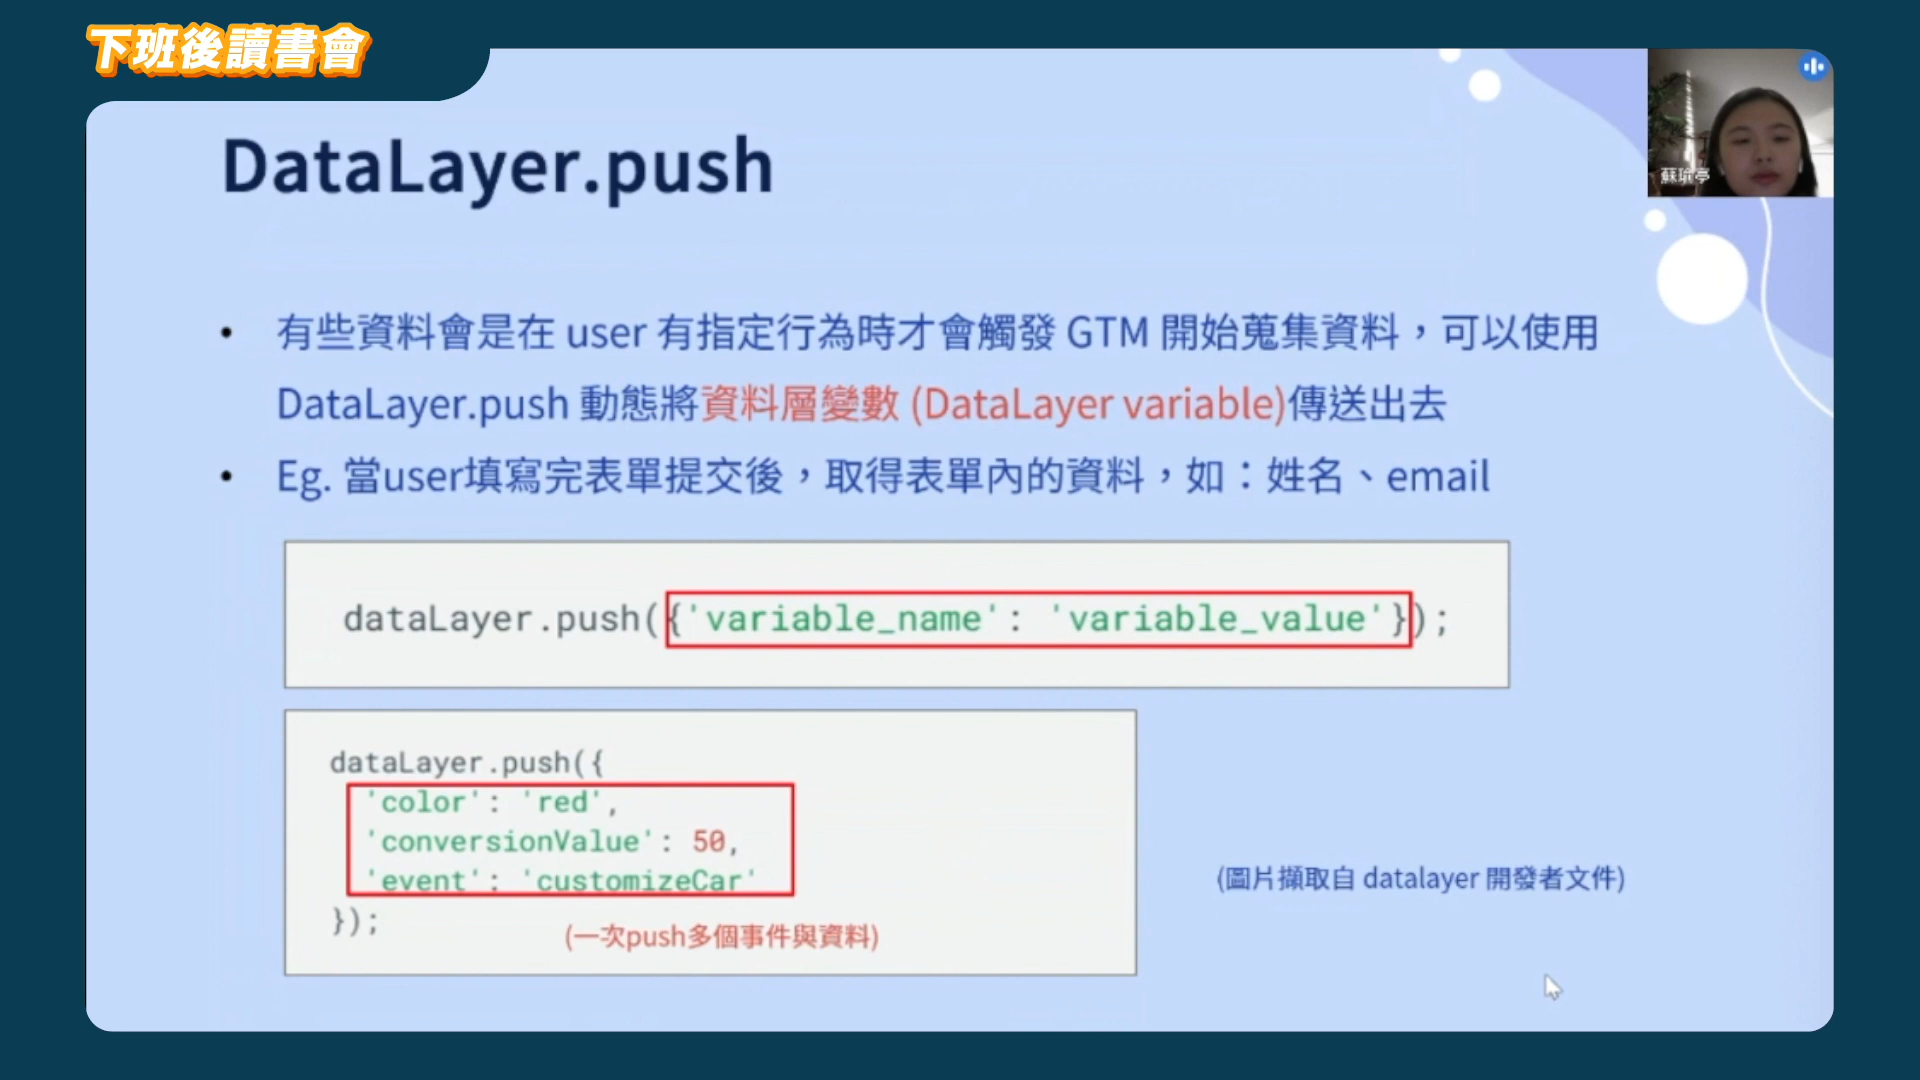 下班後讀書會
蘇瑜亭
DataLayer.push
• 有些資料會是在 user 有指定行為時才會觸發 GTM 開始蒐集資料，可以使用
DataLayer.push 動態將資料層變數 (DataLayer variable)傳送出去
• Eg. 當user填寫完表單提交後，取得表單內的資料，如：姓名、email
dataLayer.push({'variable_name': 'variable_value'});
dataLayer.push({
'color': 'red',
'conversionValue': 50,
'event': 'customizeCar'
});
(一次push多個事件與資料)
(圖片擷取自 datalayer 開發者文件)